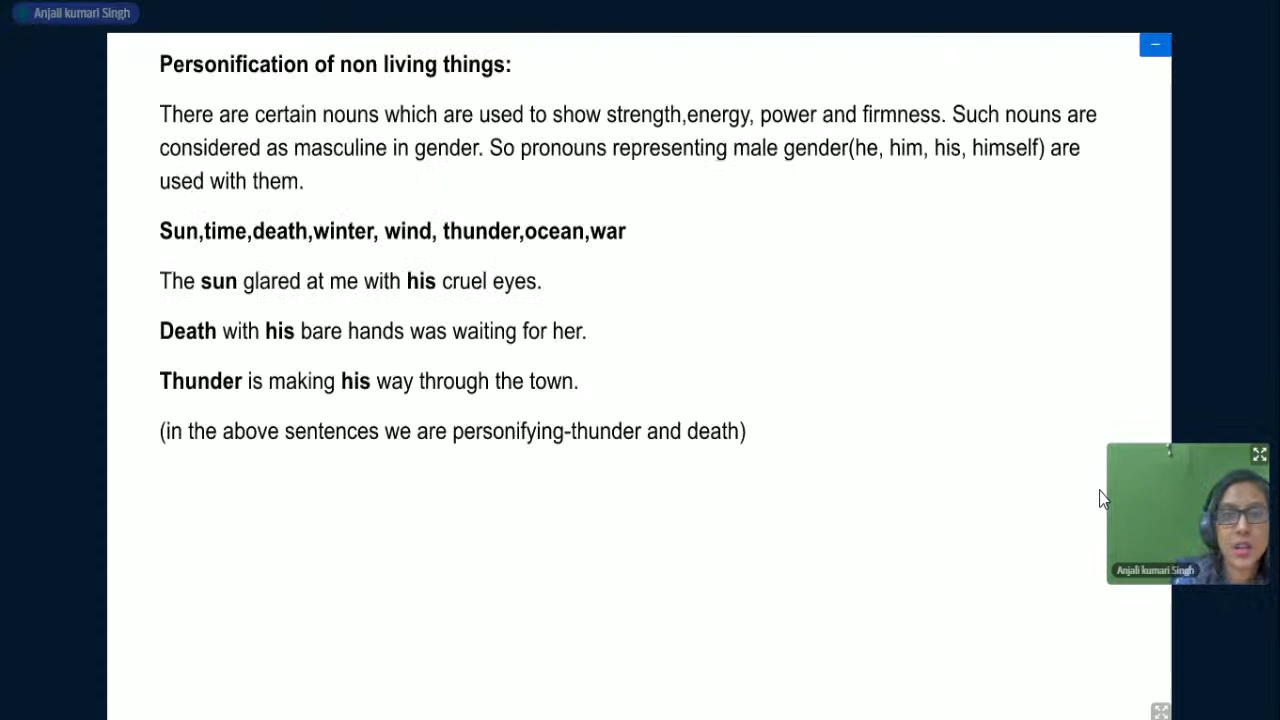 Anjali kumari Singh
Personification of non living things:
There are certain nouns which are used to show strength,energy, power and firmness. Such nouns are
considered as masculine in gender. So pronouns representing male gender(he, him, his, himself) are
used with them.
Sun,time,death,winter, wind, thunder,ocean,war
The sun glared at me with his cruel eyes.
Death with his bare hands was waiting for her.
Thunder is making his way through the town.
(in the above sentences we are personifying-thunder and death)
Anjali kumari Singh